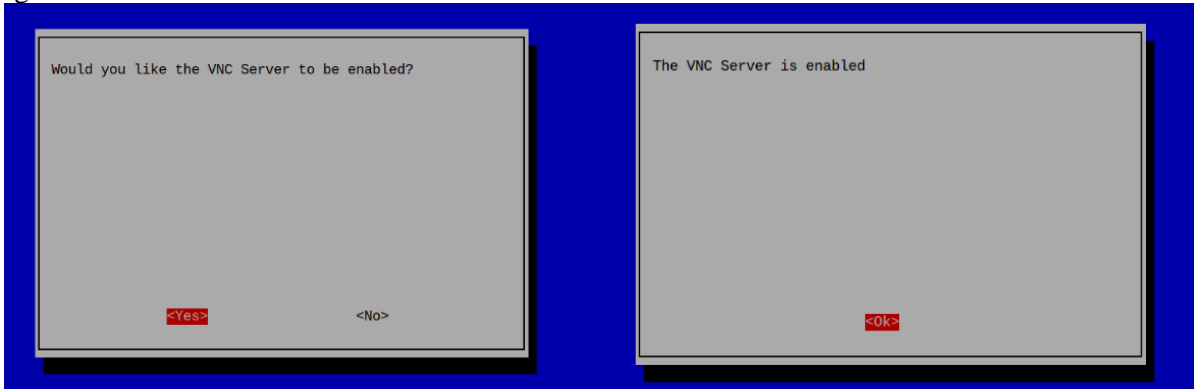 Would you like the VNC Server to be enabled?
<Yes> <No>
The VNC Server is enabled
<Ok>